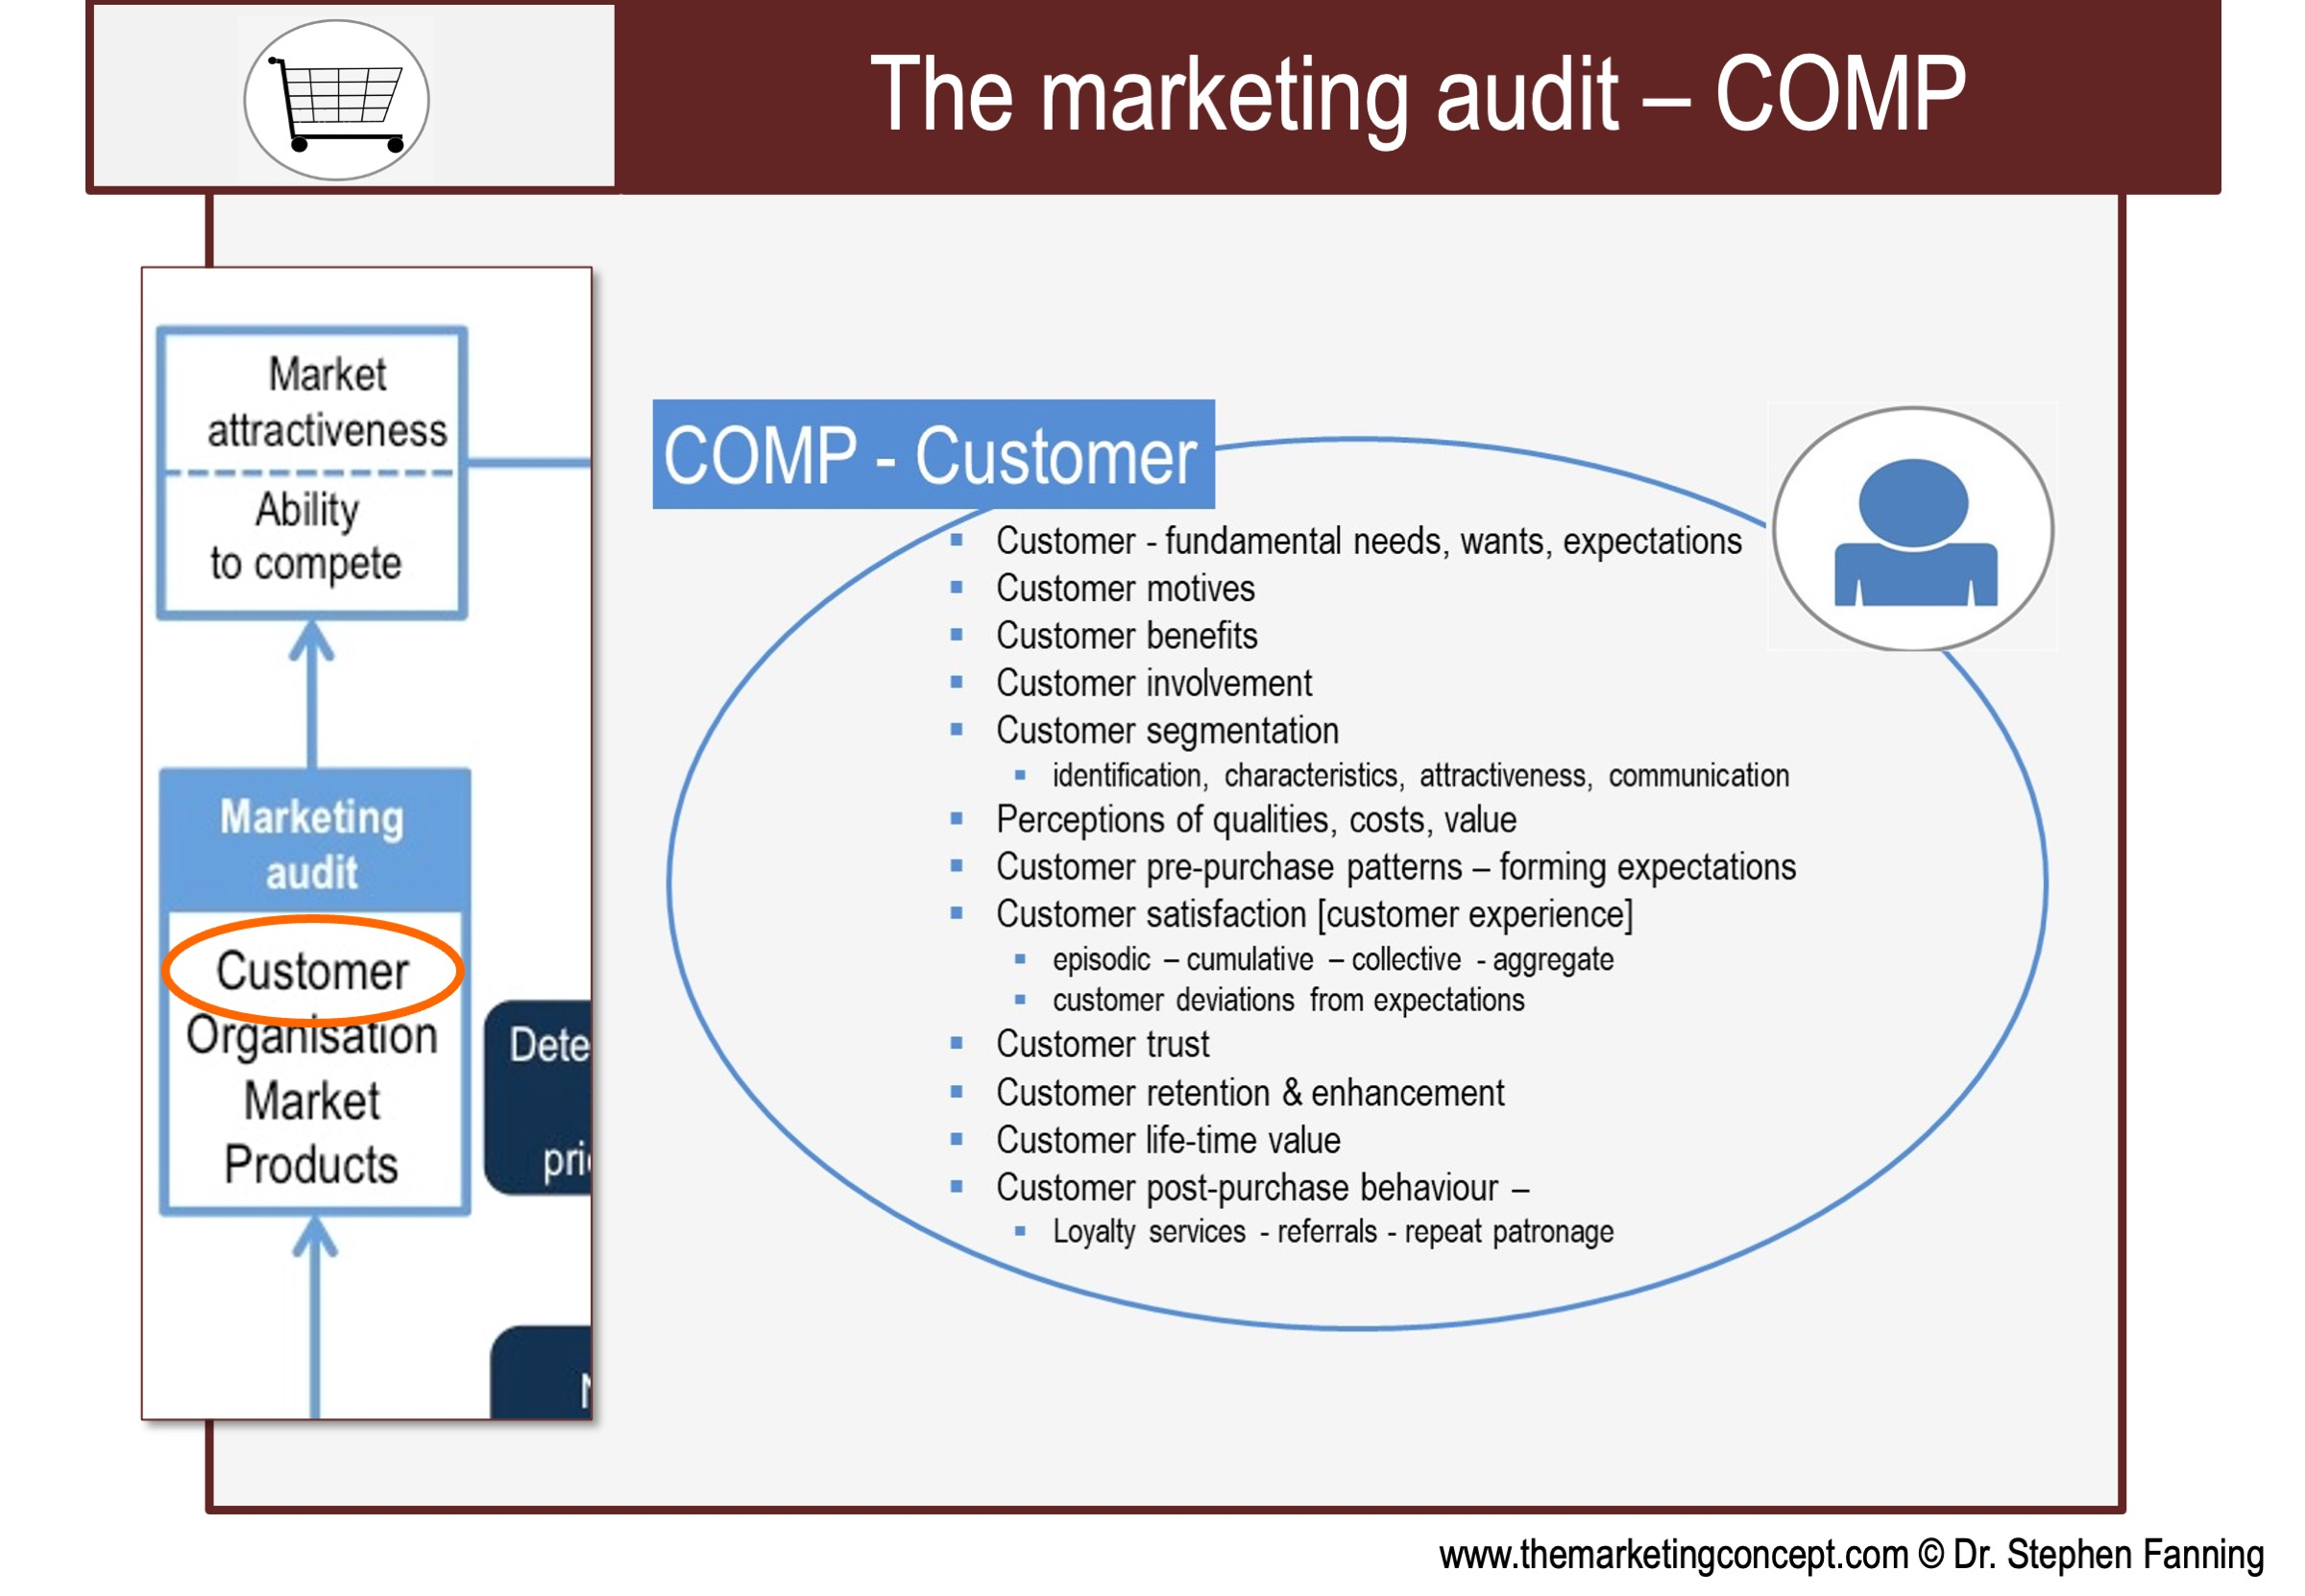 The marketing audit – COMP
Market
attractiveness
Ability
to compete
Marketing
audit
Customer
Organisation
Market
Products
COMP - Customer
Customer - fundamental needs, wants, expectations
Customer motives
Customer benefits
Customer involvement
Customer segmentation
identification, characteristics, attractiveness, communication
Perceptions of qualities, costs, value
Customer pre-purchase patterns – forming expectations
Customer satisfaction [customer experience]
episodic – cumulative – collective - aggregate
customer deviations from expectations
Customer trust
Customer retention & enhancement
Customer life-time value
Customer post-purchase behaviour –
Loyalty services - referrals - repeat patronage
www.themarketingconcept.com © Dr. Stephen Fanning